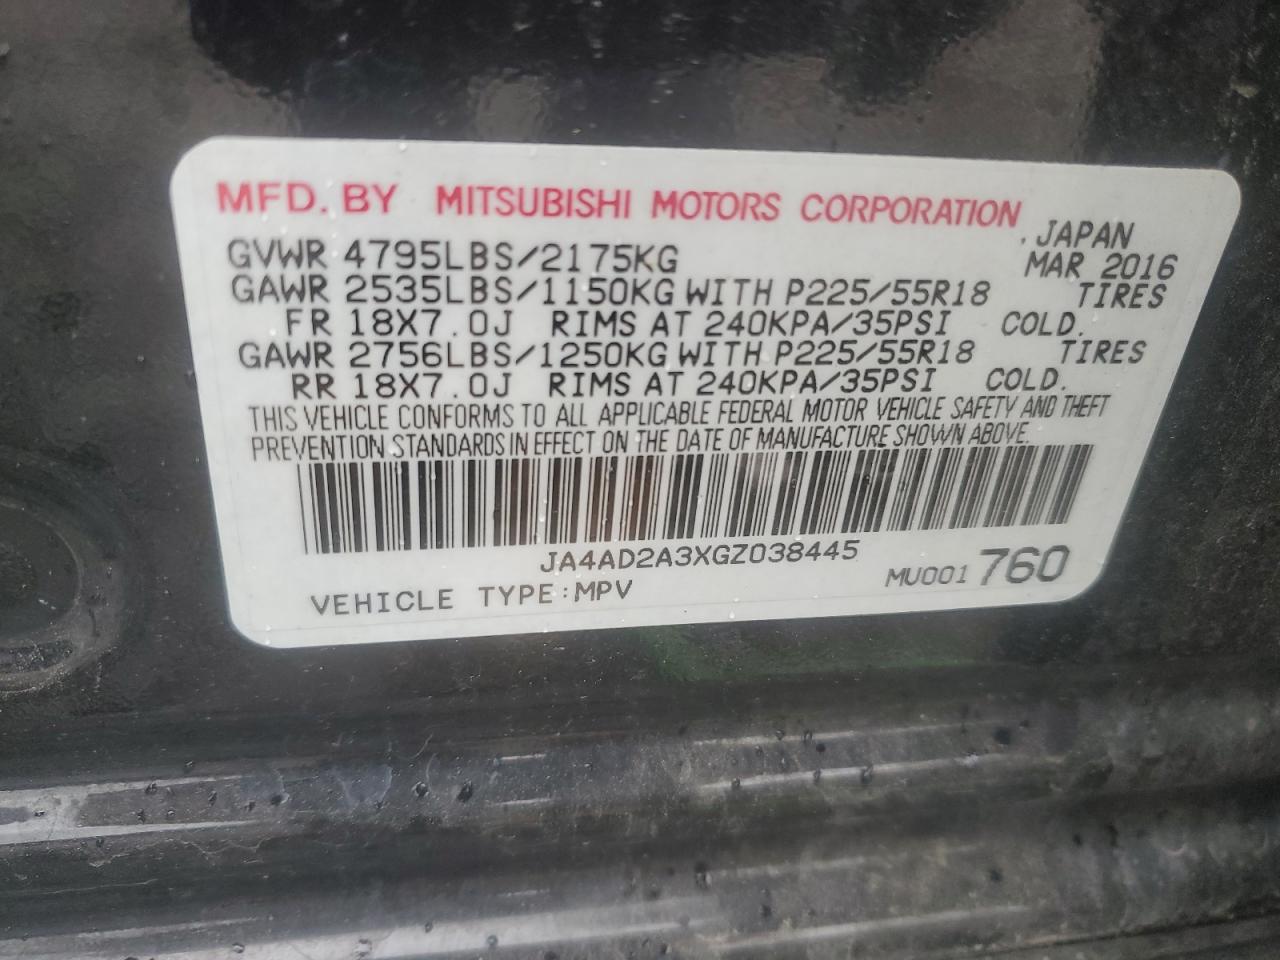 MFD. BY MITSUBISHI MOTORS CORPORATION
JAPAN
GVWR 4795LBS/2175KG MAR 2016
GAWR 2535LBS/1150KG WITH P225/55R18 TIRES
FR 18X7.0J RIMS AT 240KPA/35PSI COLD.
GAWR 2756LBS/1250KG WITH P225/55R18 TIRES
RR 18X7.0J RIMS AT 240KPA/35PSI COLD.
THIS VEHICLE CONFORMS TO ALL APPLICABLE FEDERAL MOTOR VEHICLE SAFETY AND THEFT
PREVENTION STANDARDS IN EFFECT ON THE DATE OF MANUFACTURE SHOWN ABOVE.
JA4AD2A3XGZ038445
VEHICLE TYPE:MPV MU001760